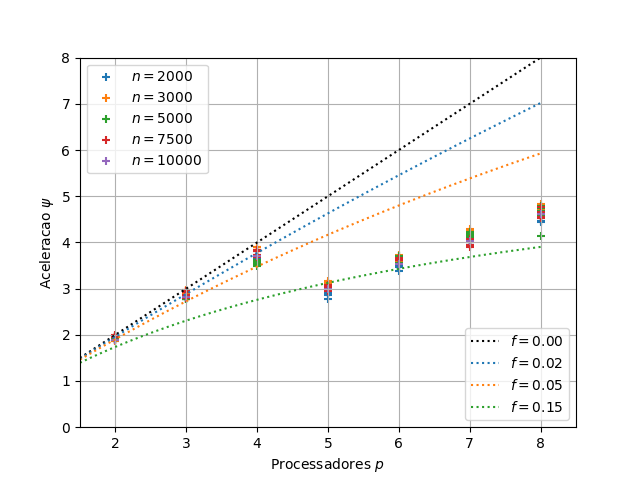 8
7
6
5
4
3
2
1
0
Aceleracao ψ
n = 2000
n = 3000
n = 5000
n = 7500
n = 10000
f = 0.00
f = 0.02
f = 0.05
f = 0.15
2 3 4 5 6 7 8
Processadores p